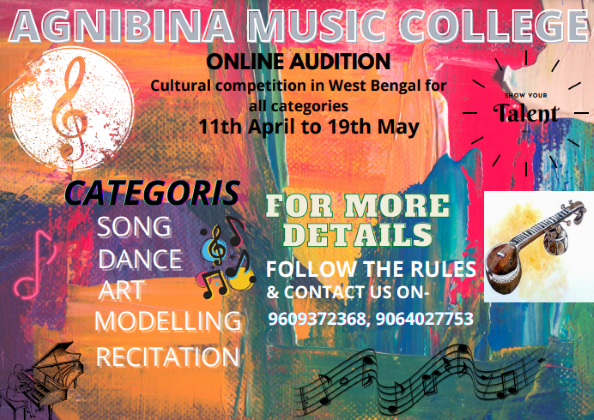 AGNIBINA MUSIC COLLEGE
ONLINE AUDITION
Cultural competition in West Bengal for
all categories
11th April to 19th May
SHOW YOUR
Talent
CATEGORIS
SONG
DANCE
ART
MODELLING
RECITATION
FOR MORE
DETAILS
FOLLOW THE RULES
& CONTACT US ON-
9609372368, 9064027753